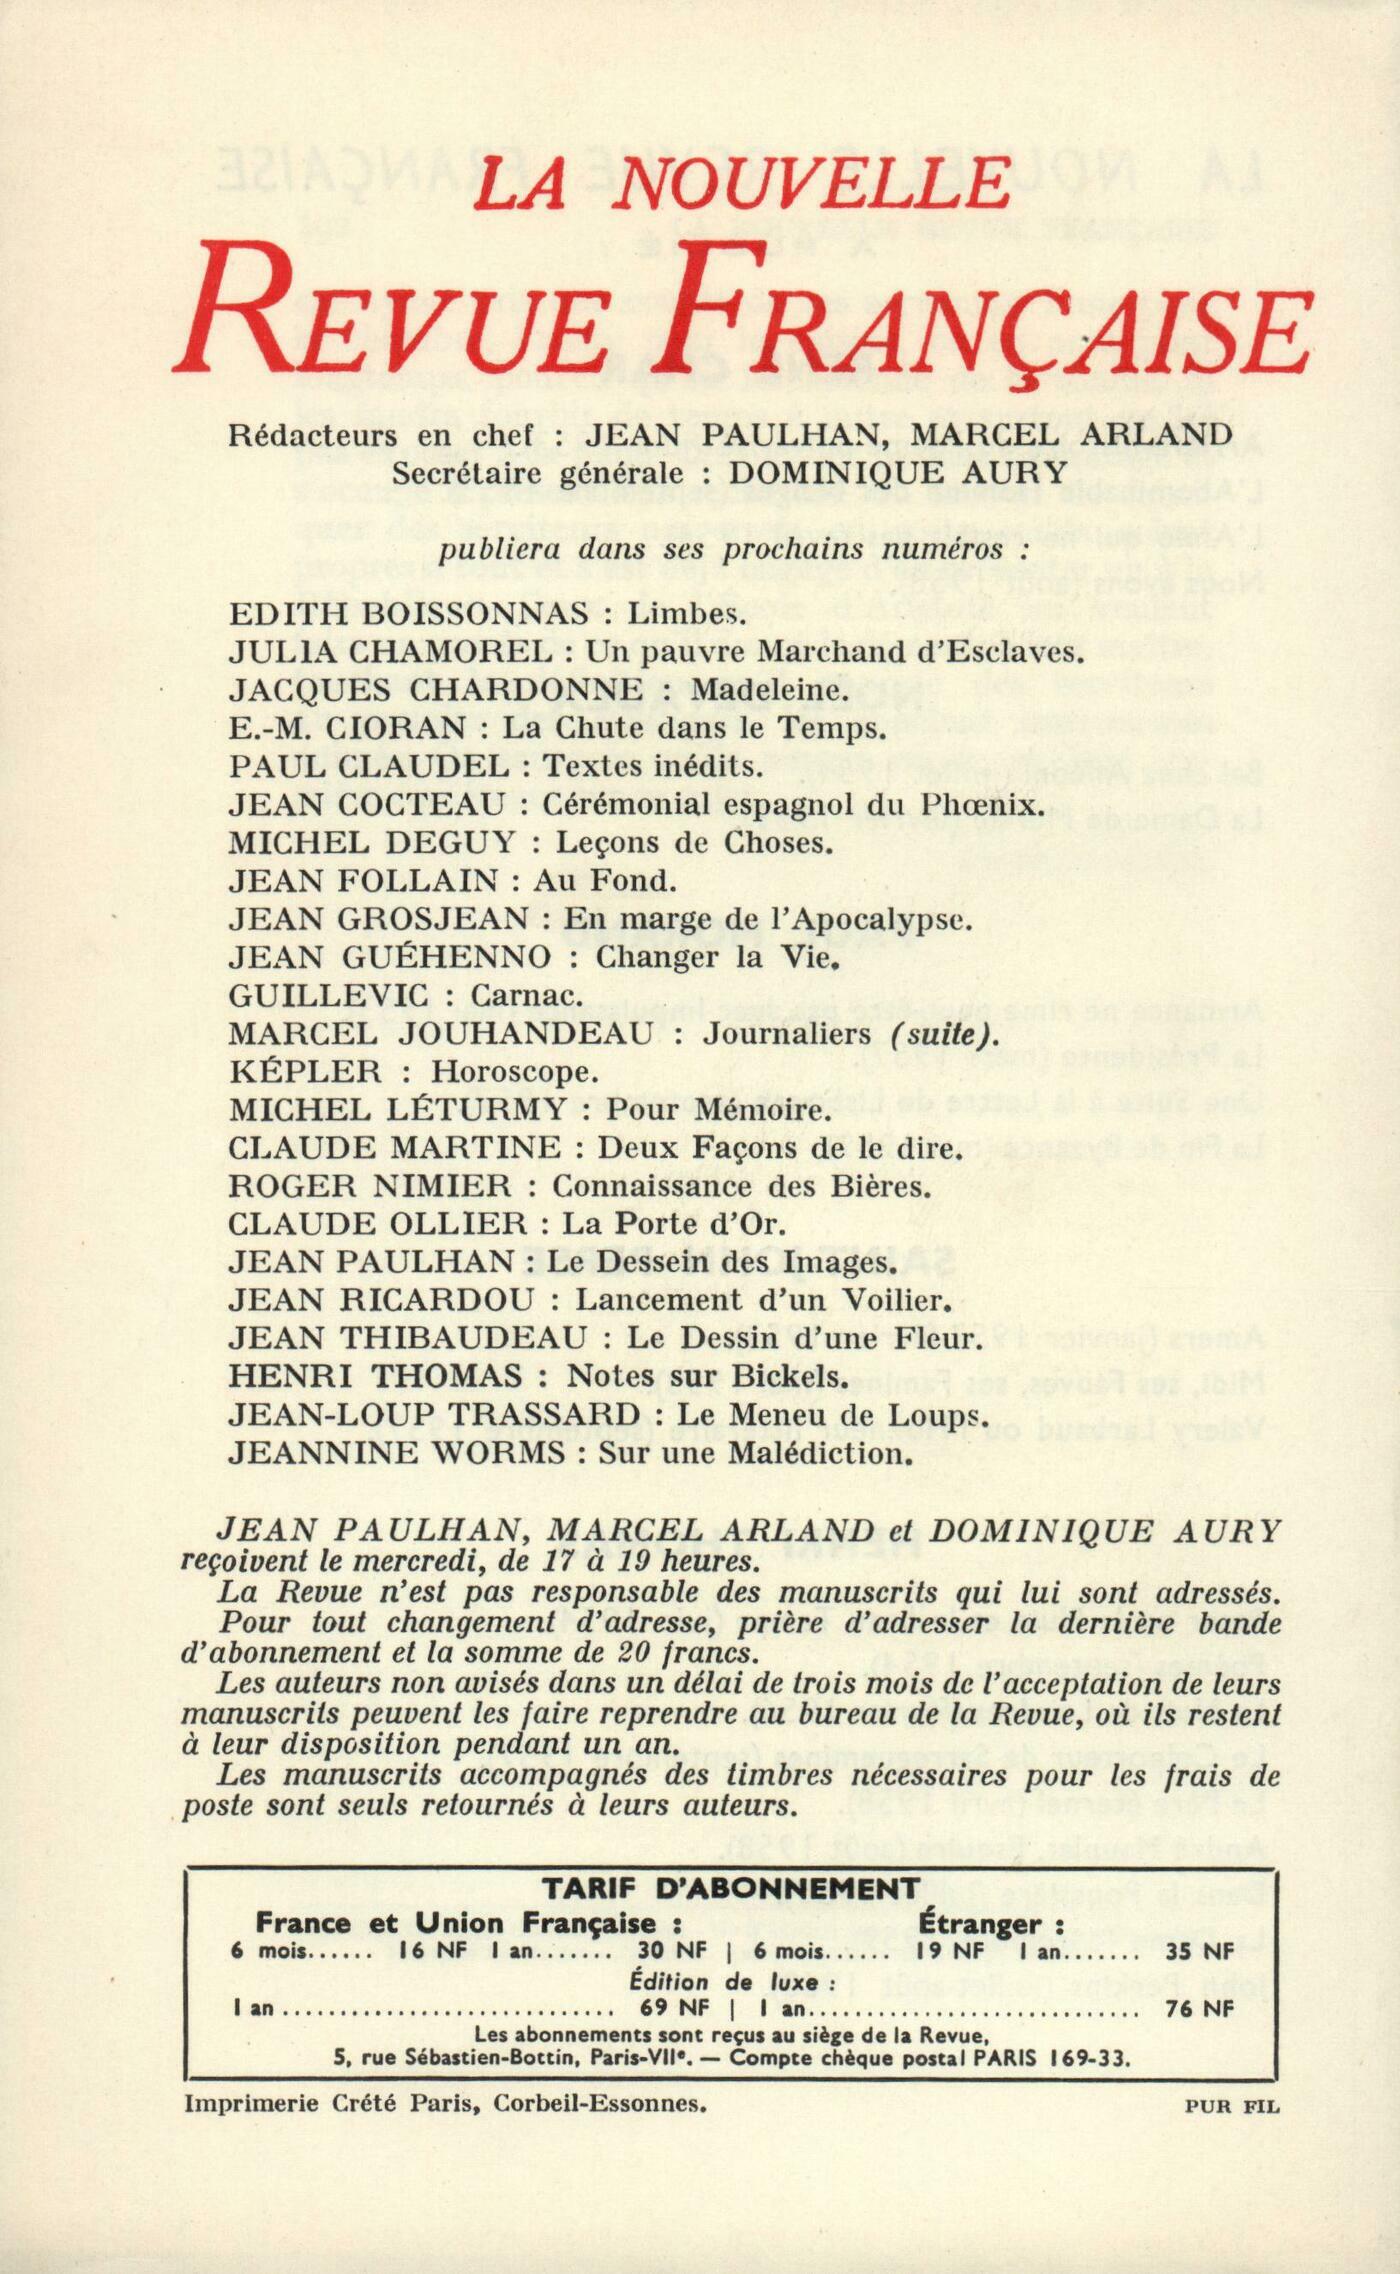 LA NOUVELLE
REVUE FRANÇAISE
Rédacteurs en chef : JEAN PAULHAN, MARCEL ARLAND
Secrétaire générale : DOMINIQUE AURY
publiera dans ses prochains numéros :
EDITH BOISSONNAS : Limbes.
JULIA CHAMOREL : Un pauvre Marchand d'Esclaves.
JACQUES CHARDONNE : Madeleine.
E.-M. CIORAN : La Chute dans le Temps.
PAUL CLAUDEL : Textes inédits.
JEAN COCTEAU : Cérémonial espagnol du Phœnix.
MICHEL DEGUY : Leçons de Choses.
JEAN FOLLAIN : Au Fond.
JEAN GROSJEAN : En marge de l'Apocalypse.
JEAN GUÉHENNO : Changer la Vie.
GUILLEVIC : Carnac.
MARCEL JOUHANDEAU : Journaliers (suite).
KÉPLER : Horoscope.
MICHEL LÉTURMY : Pour Mémoire.
CLAUDE MARTINE : Deux Façons de le dire.
ROGER NIMIER : Connaissance des Bières.
CLAUDE OLLIER : La Porte d'Or.
JEAN PAULHAN : Le Dessein des Images.
JEAN RICARDOU : Lancement d'un Voilier.
JEAN THIBAUDEAU : Le Dessin d'une Fleur.
HENRI THOMAS : Notes sur Bickels.
JEAN-LOUP TRASSARD : Le Meneu de Loups.
JEANNINE WORMS : Sur une Malédiction.
JEAN PAULHAN, MARCEL ARLAND et DOMINIQUE AURY
reçoivent le mercredi, de 17 à 19 heures.
La Revue n'est pas responsable des manuscrits qui lui sont adressés.
Pour tout changement d'adresse, prière d'adresser la dernière bande
d'abonnement et la somme de 20 francs.
Les auteurs non avisés dans un délai de trois mois de l'acceptation de leurs
manuscrits peuvent les faire reprendre au bureau de la Revue, où ils restent
à leur disposition pendant un an.
Les manuscrits accompagnés des timbres nécessaires pour les frais de
poste sont seuls retournés à leurs auteurs.
TARIF D'ABONNEMENT
France et Union Française : Étranger :
6 mois...... 16 NF 1 an....... 30 NF | 6 mois...... 19 NF 1 an....... 35 NF
Édition de luxe :
1 an ............................. 69 NF | 1 an............................. 76 NF
Les abonnements sont reçus au siège de la Revue,
5, rue Sébastien-Bottin, Paris-VIIe. — Compte chèque postal PARIS 169-33.
Imprimerie Crété Paris, Corbeil-Essonnes. PUR FIL